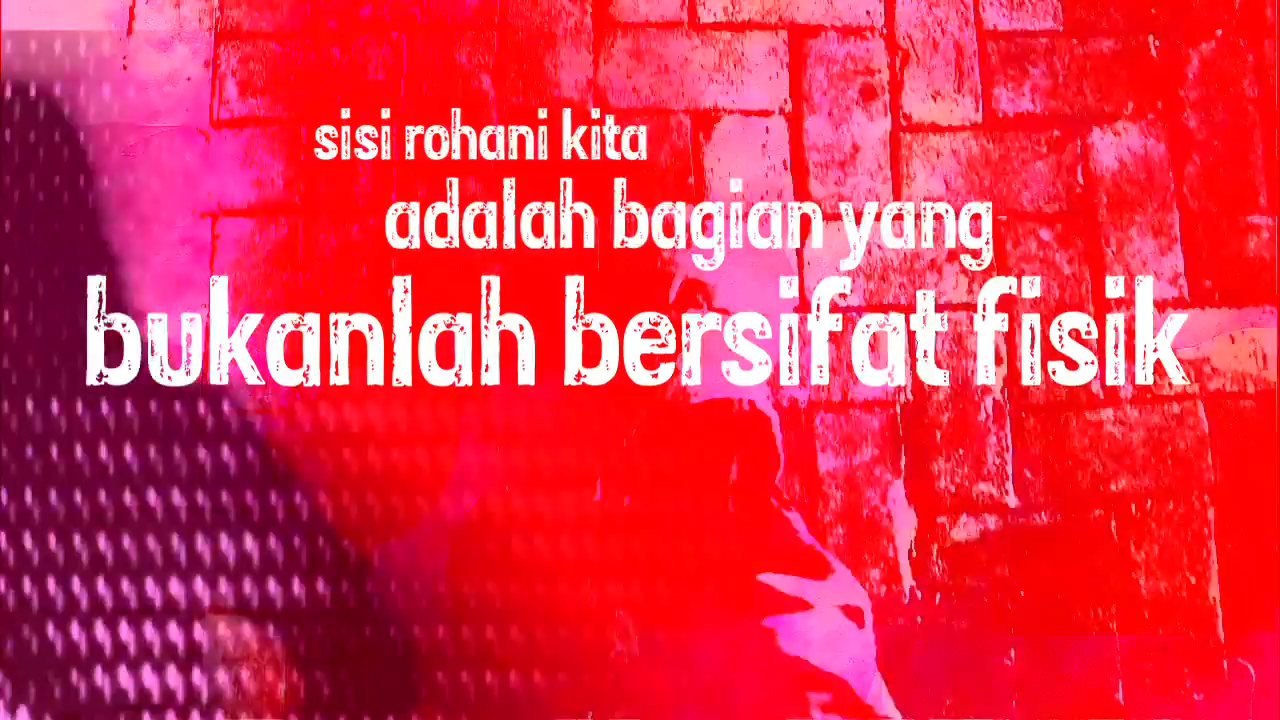 sisi rohani kita
adalah bagian yang
bukanlah bersifat fisik